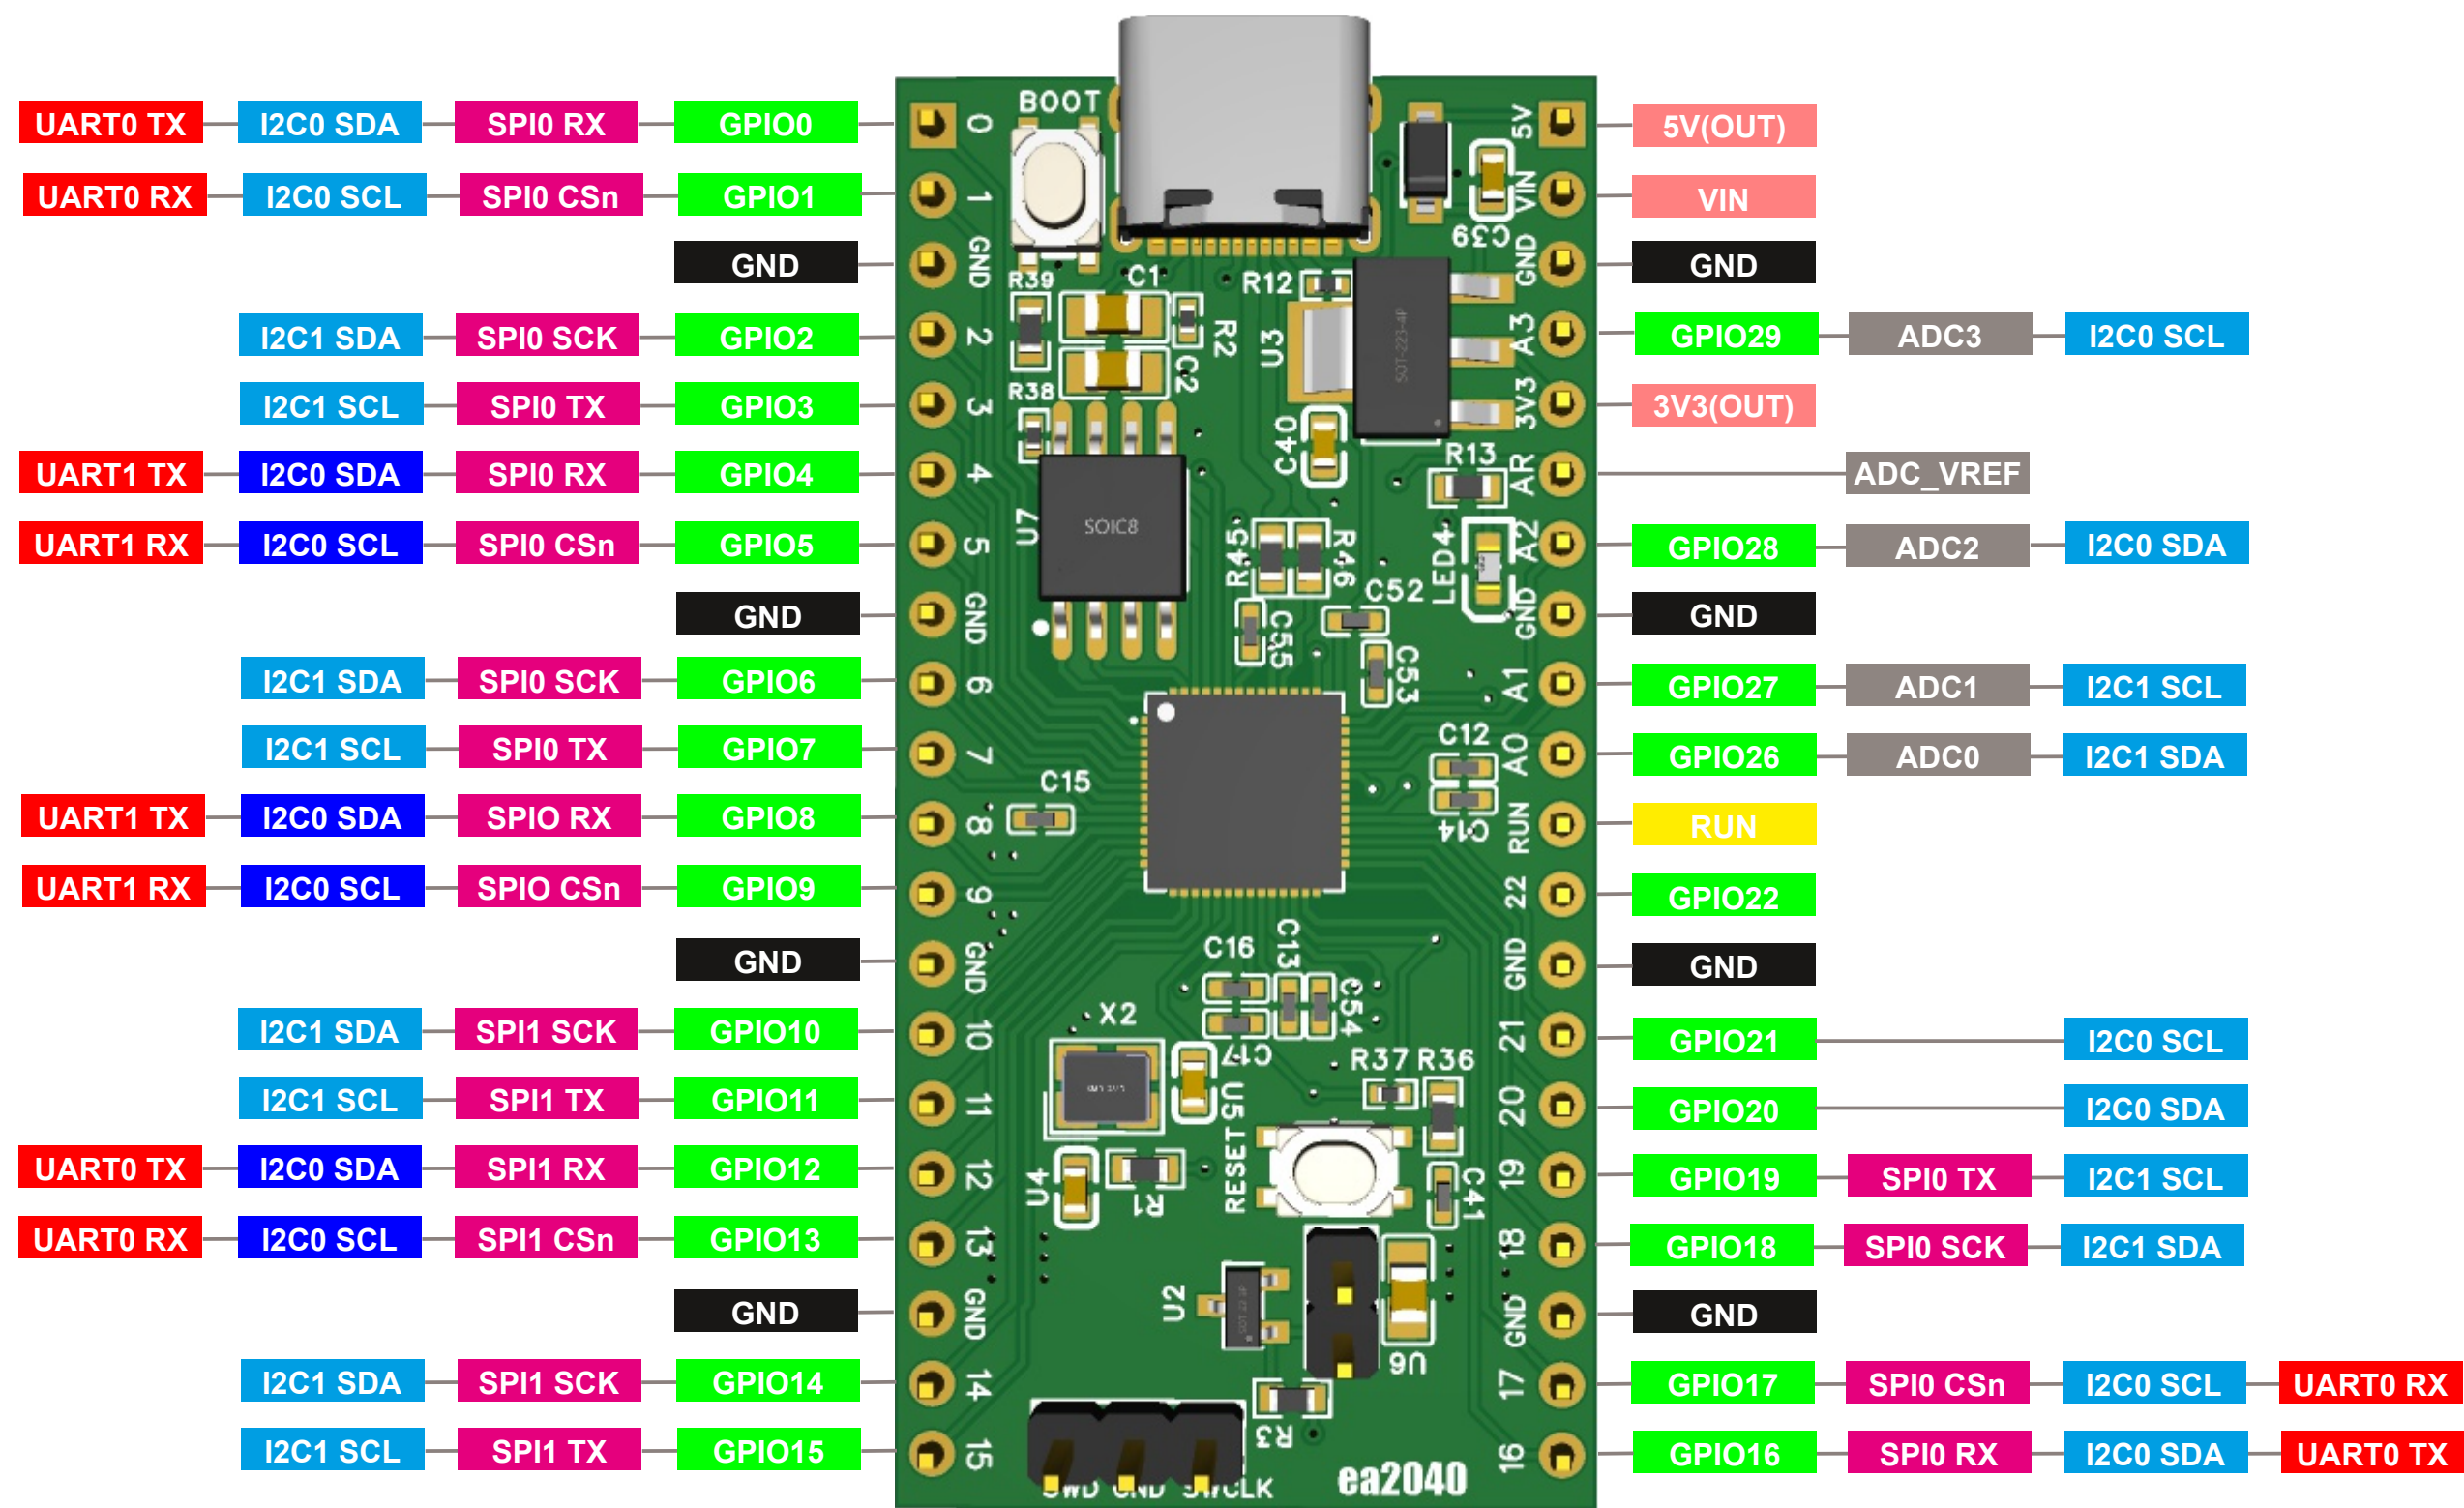 UART0 TX I2C0 SDA SPI0 RX GPIO0 0 BOOT 5V 5V(OUT)
UART0 RX I2C0 SCL SPI0 CSn GPIO1 1 VIN VIN
C39
GND GND GND GND
R39 C1 R12
I2C1 SDA SPI0 SCK GPIO2 2 R2 U3 SOT-223-4P A3 GPIO29 ADC3 I2C0 SCL
C2
I2C1 SCL SPI0 TX GPIO3 3 R38 3V3 3V3(OUT)
C40 R13
UART1 TX I2C0 SDA SPI0 RX GPIO4 4 AR ADC_VREF
UART1 RX I2C0 SCL SPI0 CSn GPIO5 5 U7 SOIC8 R45 R46 LED4 A2 GPIO28 ADC2 I2C0 SDA
C52
GND GND C55 GND GND
I2C1 SDA SPI0 SCK GPIO6 6 C53 A1 GPIO27 ADC1 I2C1 SCL
I2C1 SCL SPI0 TX GPIO7 7 C12 A0 GPIO26 ADC0 I2C1 SDA
C15
UART1 TX I2C0 SDA SPIO RX GPIO8 8 C14 RUN RUN
UART1 RX I2C0 SCL SPIO CSn GPIO9 9 22 GPIO22
GND GND C16 C13 GND GND
C54
I2C1 SDA SPI1 SCK GPIO10 10 X2 21 GPIO21 I2C0 SCL
C17 R37 R36
I2C1 SCL SPI1 TX GPIO11 11 U5 20 GPIO20 I2C0 SDA
UART0 TX I2C0 SDA SPI1 RX GPIO12 12 U4 R1 RESET C41 19 GPIO19 SPI0 TX I2C1 SCL
UART0 RX I2C0 SCL SPI1 CSn GPIO13 13 18 GPIO18 SPI0 SCK I2C1 SDA
GND GND U2 GND GND
U6
I2C1 SDA SPI1 SCK GPIO14 14 17 GPIO17 SPI0 CSn I2C0 SCL UART0 RX
R3
I2C1 SCL SPI1 TX GPIO15 15 16 GPIO16 SPI0 RX I2C0 SDA UART0 TX
SWD GND SWCLK ea2040